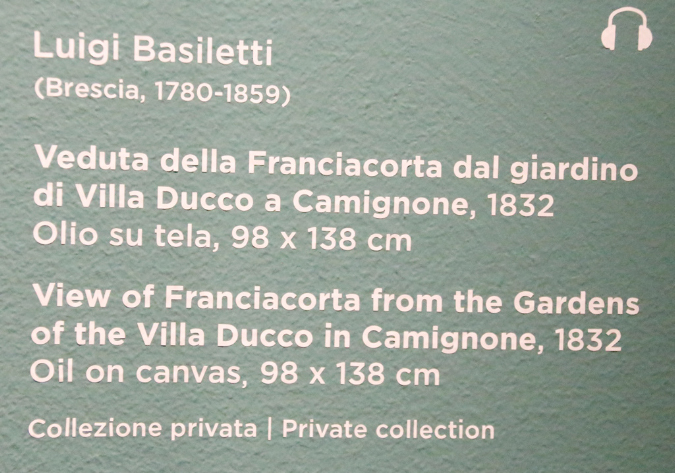 Luigi Basiletti
(Brescia, 1780-1859)
Veduta della Franciacorta dal giardino
di Villa Ducco a Camignone, 1832
Olio su tela, 98 x 138 cm
View of Franciacorta from the Gardens
of the Villa Ducco in Camignone, 1832
Oil on canvas, 98 x 138 cm
Collezione privata | Private collection